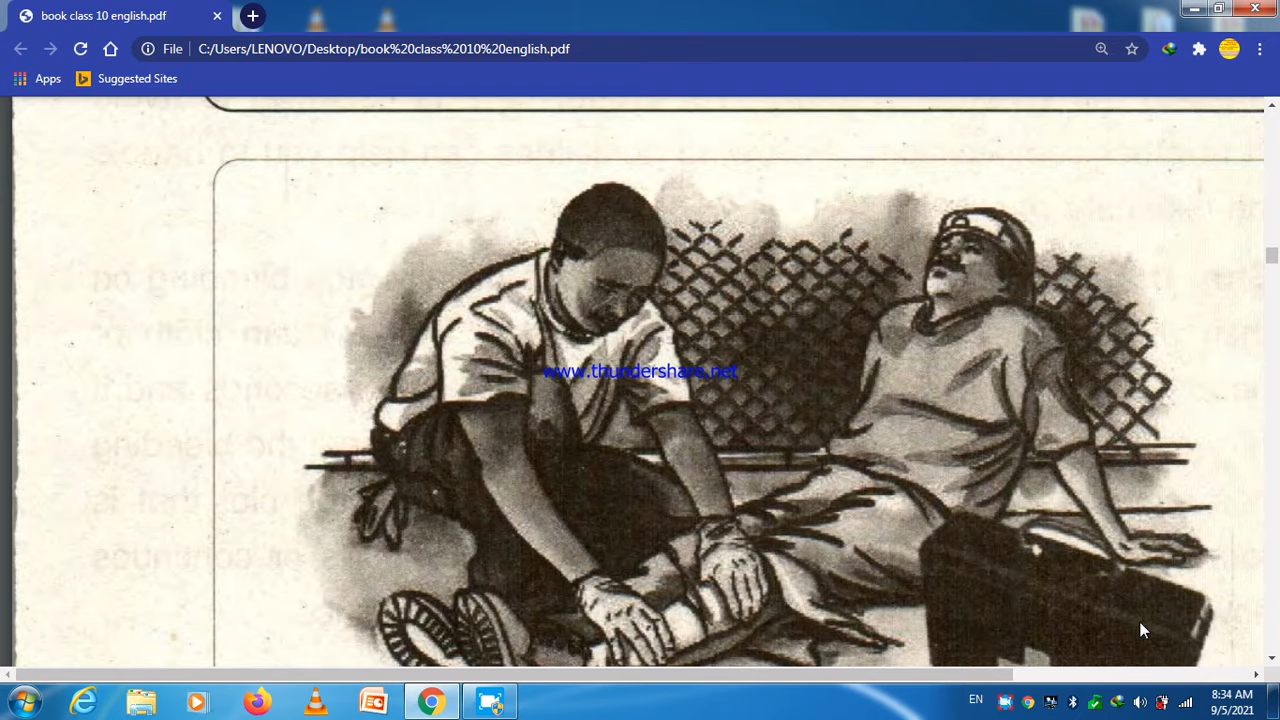 book class 10 english.pdf
File
C:/Users/LENOVO/Desktop/book%20class%2010%20english.pdf
Apps
Suggested Sites
www.thundershare.net
EN
8:34 AM
9/5/2021